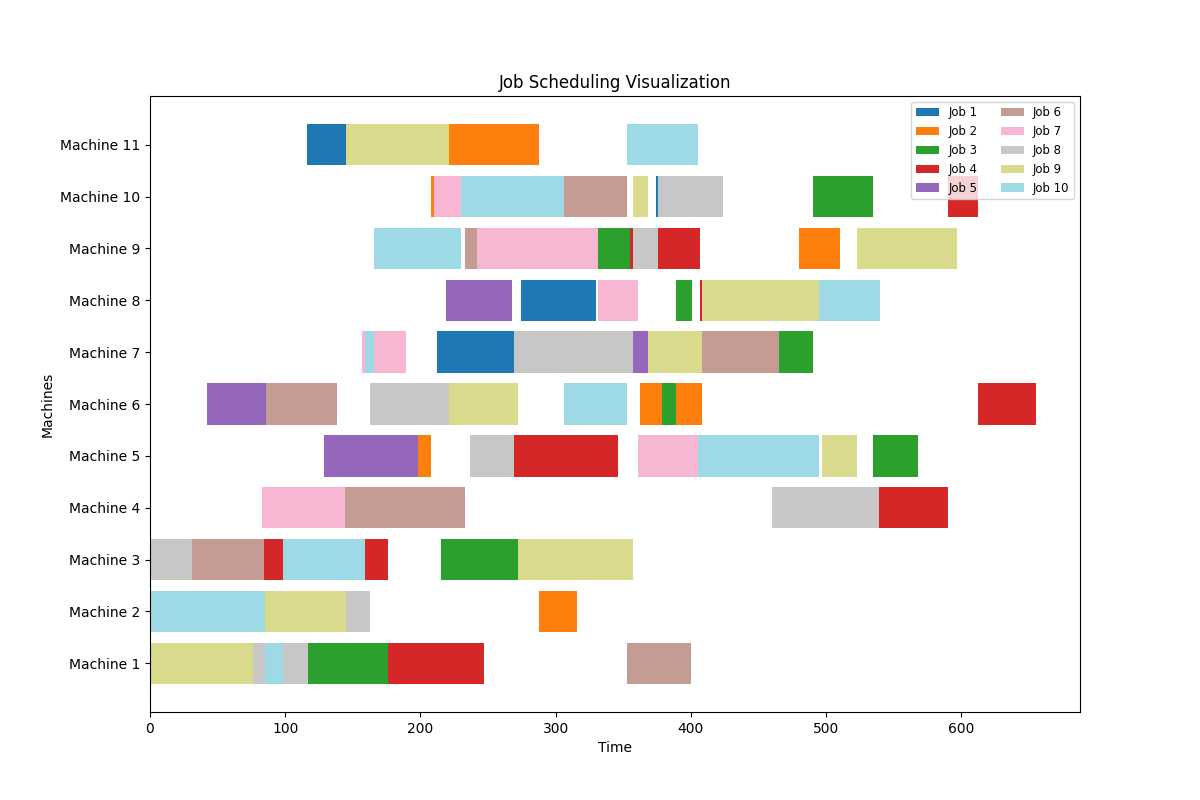 Job Scheduling Visualization
Machine 11
Machine 10
Machine 9
Machine 8
Machine 7
Machine 6
Machine 5
Machine 4
Machine 3
Machine 2
Machine 1
Machines
0 100 200 300 400 500 600
Time
Job 1 Job 6
Job 2 Job 7
Job 3 Job 8
Job 4 Job 9
Job 5 Job 10